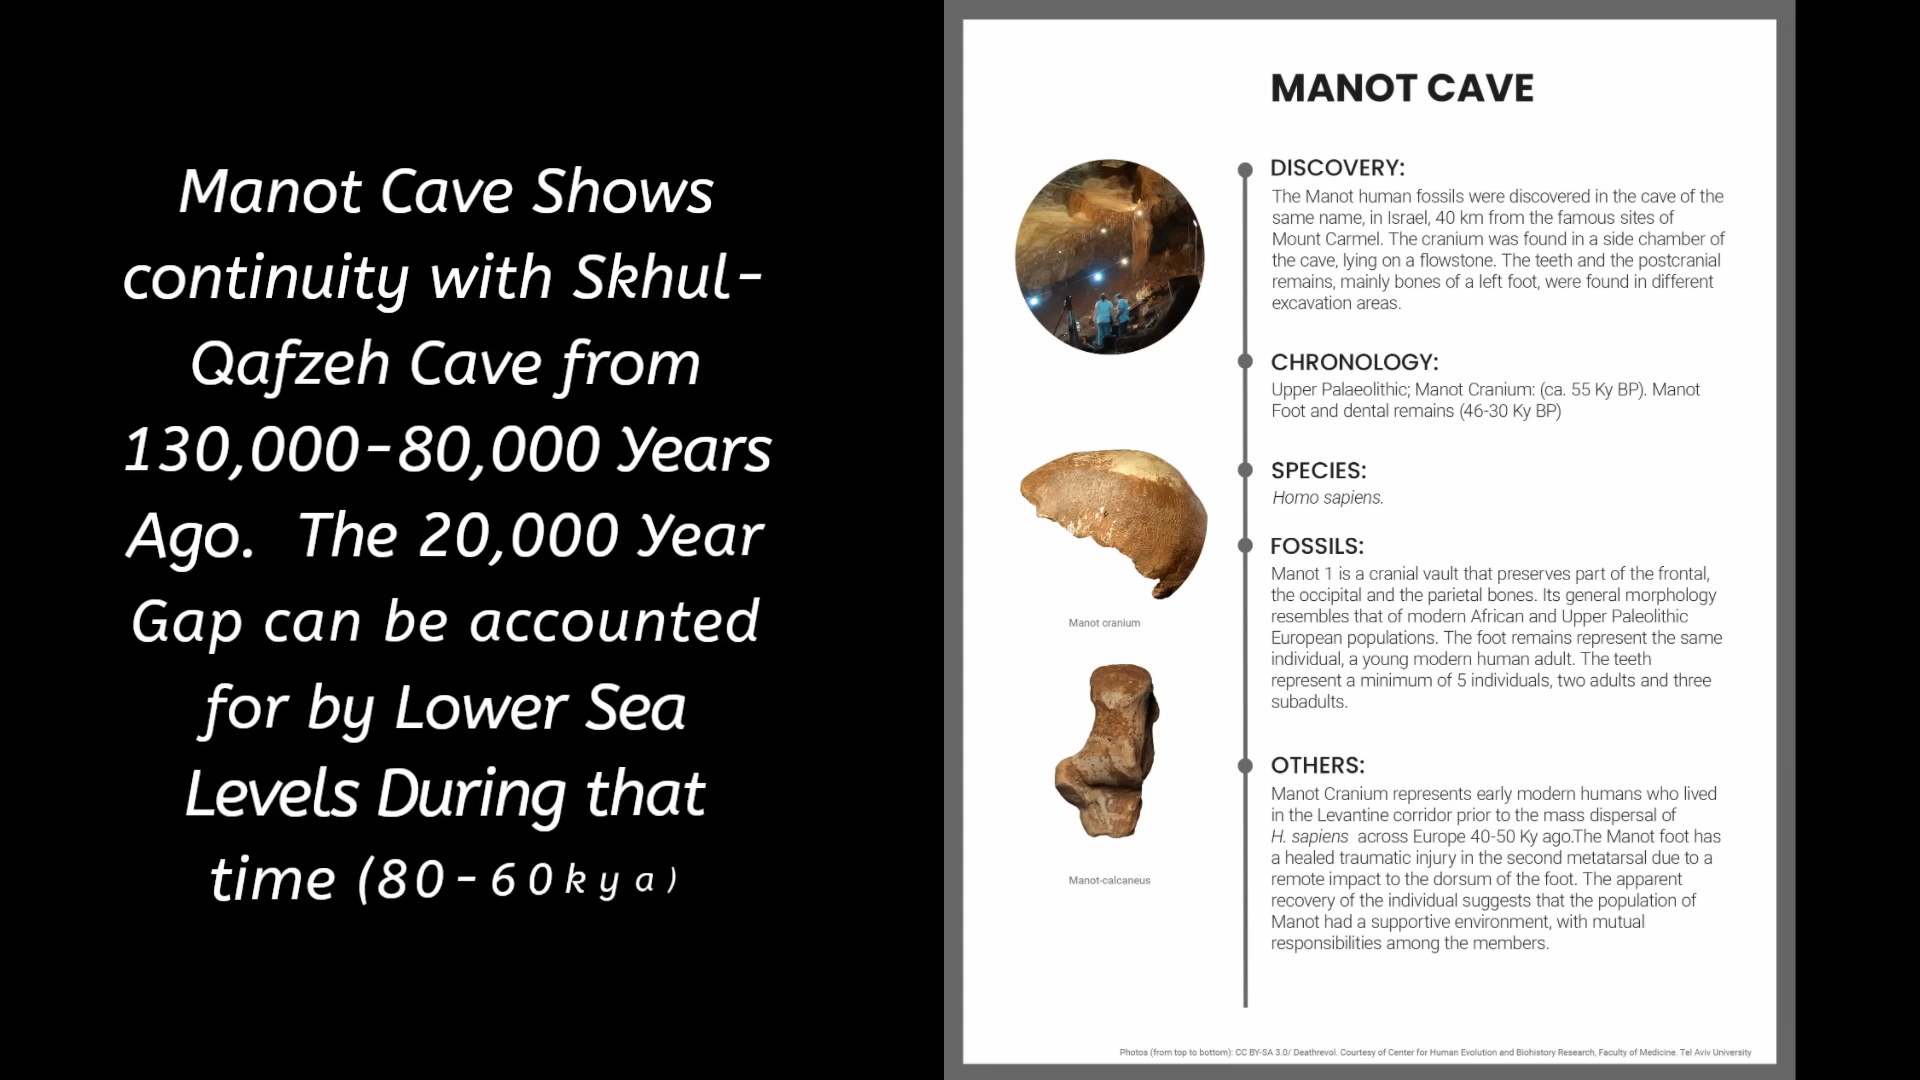 Manot Cave Shows
continuity with Skhul-
Qafzeh Cave from
130,000-80,000 Years
Ago. The 20,000 Year
Gap can be accounted
for by Lower Sea
Levels During that
time (80-60kya)
MANOT CAVE
DISCOVERY:
The Manot human fossils were discovered in the cave of the
same name, in Israel, 40 km from the famous sites of
Mount Carmel. The cranium was found in a side chamber of
the cave, lying on a flowstone. The teeth and the postcranial
remains, mainly bones of a left foot, were found in different
excavation areas.
CHRONOLOGY:
Upper Palaeolithic; Manot Cranium: (ca. 55 Ky BP). Manot
Foot and dental remains (46-30 Ky BP)
SPECIES:
Homo sapiens.
FOSSILS:
Manot 1 is a cranial vault that preserves part of the frontal,
the occipital and the parietal bones. Its general morphology
resembles that of modern African and Upper Paleolithic
European populations. The foot remains represent the same
individual, a young modern human adult. The teeth
represent a minimum of 5 individuals, two adults and three
subadults.
Manot cranium
OTHERS:
Manot Cranium represents early modern humans who lived
in the Levantine corridor prior to the mass dispersal of
H. sapiens across Europe 40-50 Ky ago.The Manot foot has
a healed traumatic injury in the second metatarsal due to a
remote impact to the dorsum of the foot. The apparent
recovery of the individual suggests that the population of
Manot had a supportive environment, with mutual
responsibilities among the members.
Manot-calcaneus
Photos (from top to bottom): CC BY-SA 3.0/ Deathrevol. Courtesy of Center for Human Evolution and Biohistory Research, Faculty of Medicine. Tel Aviv University